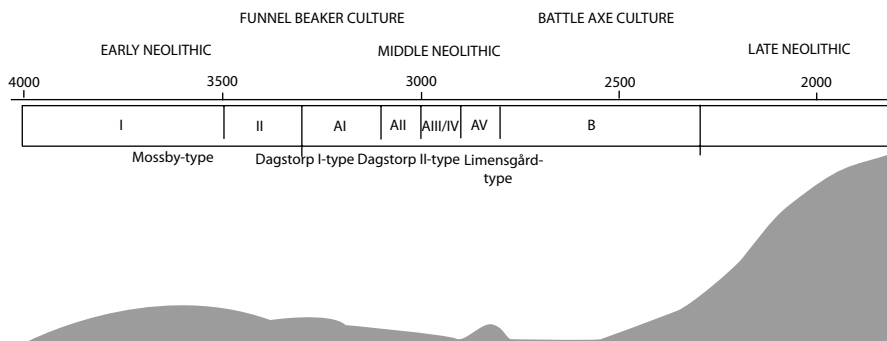 FUNNEL BEAKER CULTURE BATTLE AXE CULTURE
EARLY NEOLITHIC MIDDLE NEOLITHIC LATE NEOLITHIC
4000 3500 3000 2500 2000
I II AI AII AIII/IV AV B
Mossby-type Dagstorp I-type Dagstorp II-type Limensgård-
type